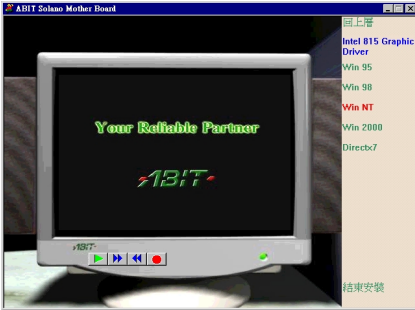 ABIT Solano Mother Board
回上層
Intel 815 Graphic
Driver
Win 95
Win 98
Win NT
Win 2000
Directx7
Your Reliable Partner
ABIT
ABIT
結束安裝